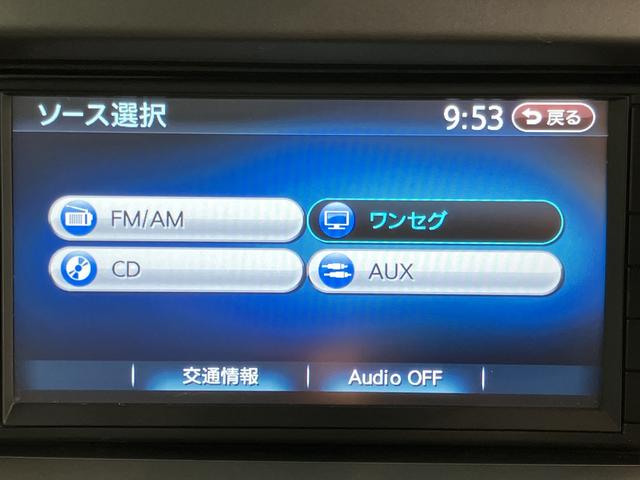 ソース選択
9:53
戻る
FM/AM
ワンセグ
CD
AUX
交通情報
Audio OFF